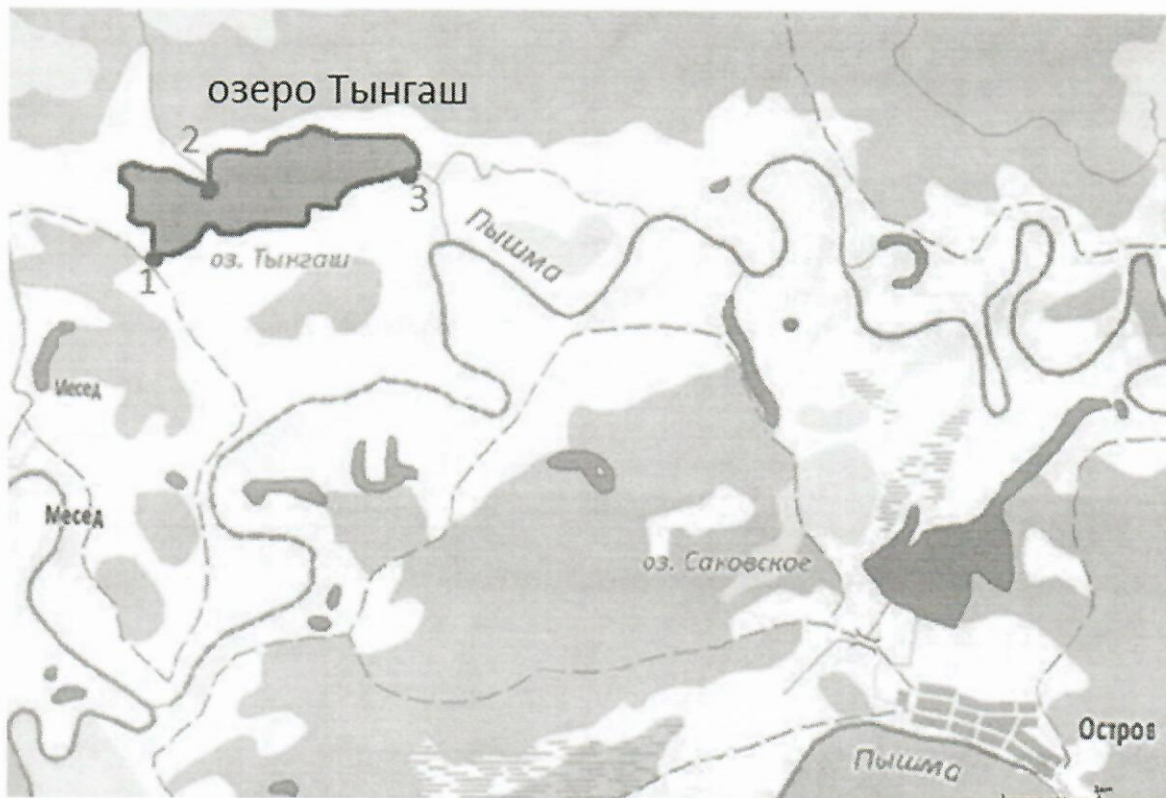 озеро Тынгаш
2
3
Пышма
оз. Тынгаш
1
Месед
Месед
оз. Саковское
Остров
Пышма